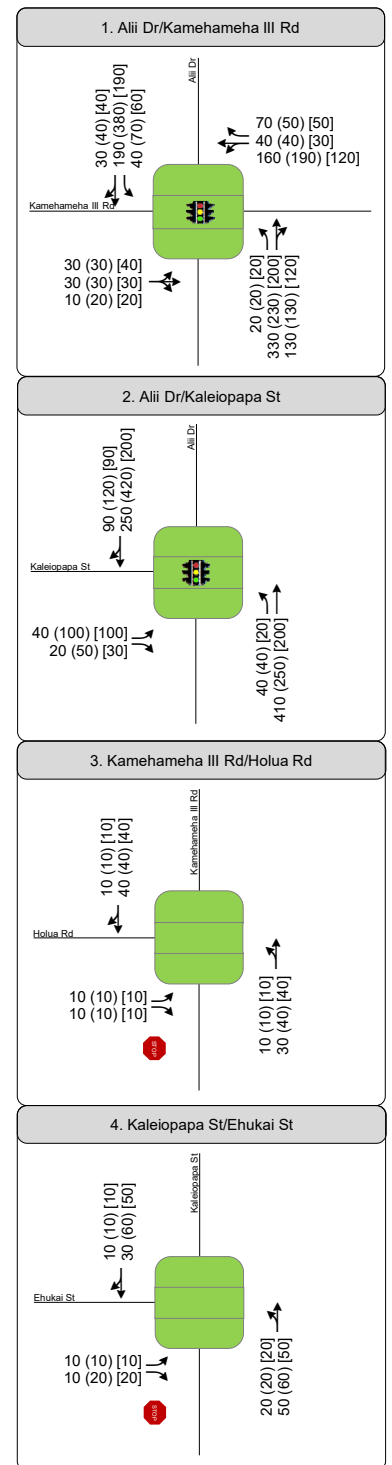 1. Alii Dr/Kamehameha III Rd
Alii Dr
30 (40) [40]
190 (380) [190]
40 (70) [60]
70 (50) [50]
40 (40) [30]
160 (190) [120]
Kamehameha III Rd
30 (30) [40]
30 (30) [30]
10 (20) [20]
20 (20) [20]
330 (230) [200]
130 (130) [120]
2. Alii Dr/Kaleiopapa St
Alii Dr
90 (120) [90]
250 (420) [200]
Kaleiopapa St
40 (100) [100]
20 (50) [30]
40 (40) [20]
410 (250) [200]
3. Kamehameha III Rd/Holua Rd
Kamehameha III Rd
10 (10) [10]
40 (40) [40]
Holua Rd
10 (10) [10]
10 (10) [10]
STOP
10 (10) [10]
30 (40) [40]
4. Kaleiopapa St/Ehukai St
Kaleiopapa St
10 (10) [10]
30 (60) [50]
Ehukai St
10 (10) [10]
10 (20) [20]
STOP
20 (20) [20]
50 (60) [50]